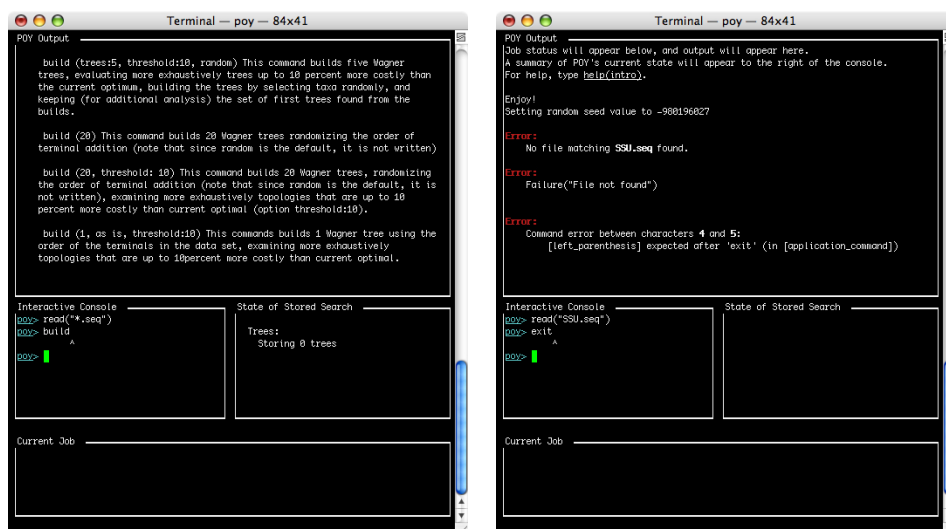 Terminal — poy — 84x41
POY Output
build (trees:5, threshold:10, random) This command builds five Wagner
trees, evaluating more exhaustively trees up to 10 percent more costly than
the current optimum, building the trees by selecting taxa randomly, and
keeping (for additional analysis) the set of first trees found from the
builds.
build (20) This command builds 20 Wagner trees randomizing the order of
terminal addition (note that since random is the default, it is not written)
build (20, threshold: 10) This command builds 20 Wagner trees, randomizing
the order of terminal addition (note that since random is the default, it is
not written), examining more exhaustively topologies that are up to 10
percent more costly than current optimal (option threshold:10).
build (1, as is, threshold:10) This commands builds 1 Wagner tree using the
order of the terminals in the data set, examining more exhaustively
topologies that are up to 10percent more costly than current optimal.
Interactive Console
poy> read("*.seq")
poy> build
^
poy>
State of Stored Search
Trees:
Storing 0 trees
Current Job
Terminal — poy — 84x41
POY Output
Job status will appear below, and output will appear here.
A summary of POY's current state will appear to the right of the console.
For help, type help(intro).
Enjoy!
Setting random seed value to -980196027
Error:
No file matching SSU.seq found.
Error:
Failure("File not found")
Error:
Command error between characters 4 and 5:
[left_parenthesis] expected after 'exit' (in [application_command])
Interactive Console
poy> read("SSU.seq")
poy> exit
^
poy>
State of Stored Search
Current Job